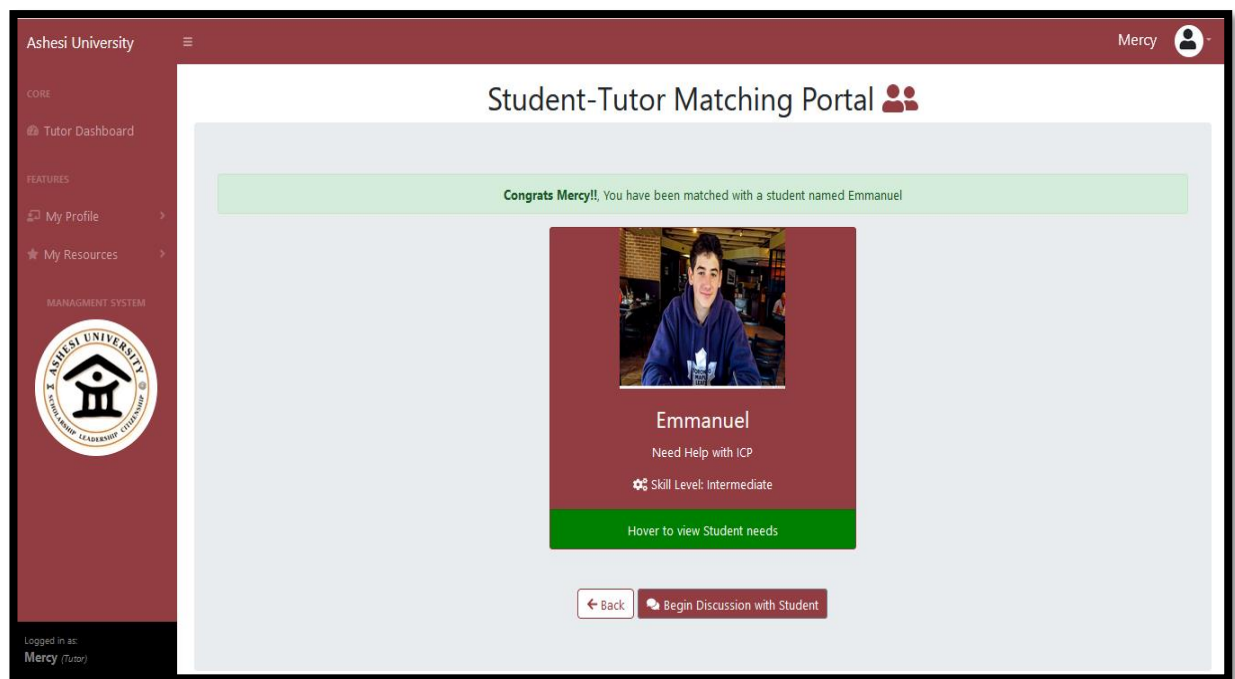 Ashesi University
Mercy
CORE
Tutor Dashboard
FEATURES
My Profile
My Resources
MANAGMENT SYSTEM
ASHESI UNIVERSITY
SCHOLARSHIP LEADERSHIP CITIZENSHIP
Logged in as:
Mercy (Tutor)
Student-Tutor Matching Portal
Congrats Mercy!!, You have been matched with a student named Emmanuel
Emmanuel
Need Help with ICP
Skill Level: Intermediate
Hover to view Student needs
Back
Begin Discussion with Student